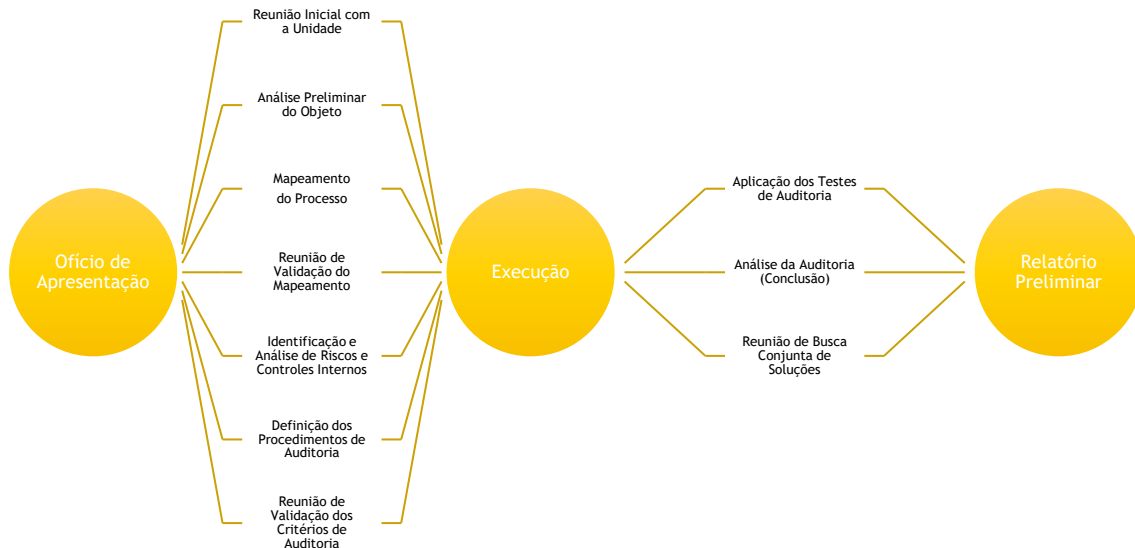 Ofício de
Apresentação
Reunião Inicial com
a Unidade
Análise Preliminar
do Objeto
Mapeamento
do Processo
Reunião de
Validação do
Mapeamento
Identificação e
Análise de Riscos e
Controles Internos
Definição dos
Procedimentos de
Auditoria
Reunião de
Validação dos
Critérios de
Auditoria
Execução
Aplicação dos Testes
de Auditoria
Análise da Auditoria
(Conclusão)
Reunião de Busca
Conjunta de
Soluções
Relatório
Preliminar